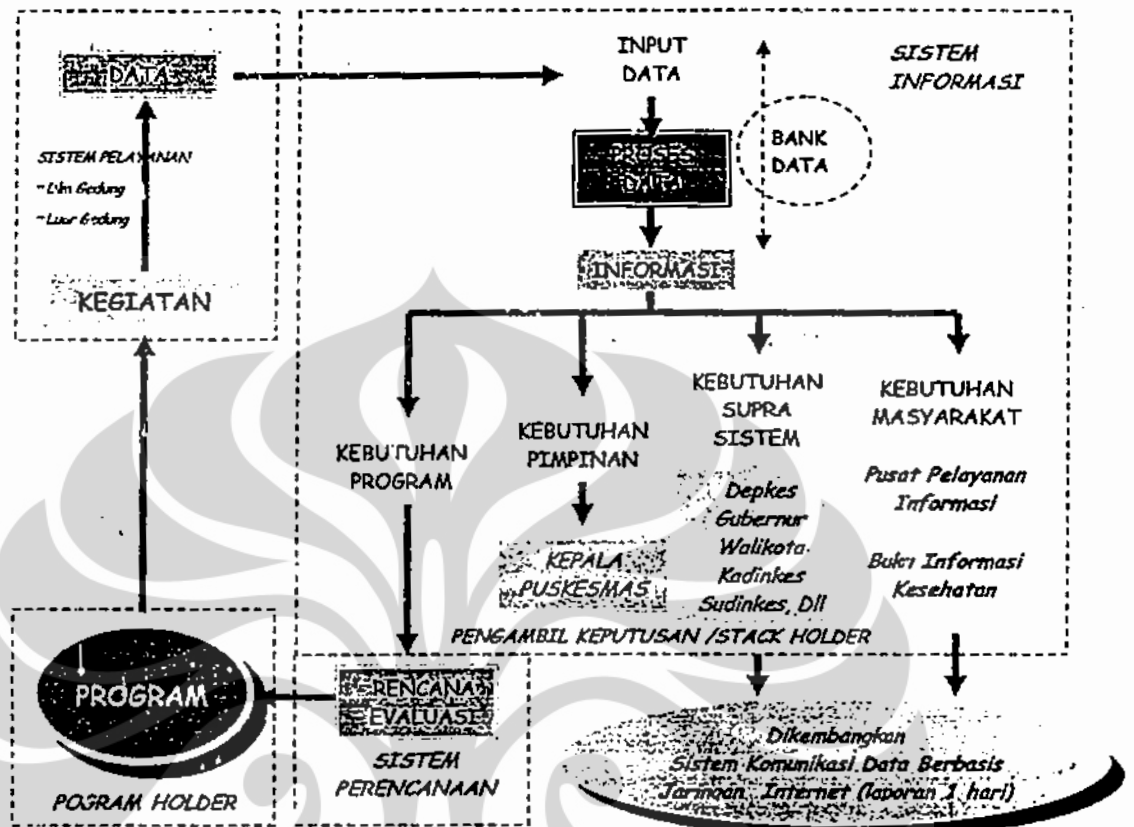 DATA
SISTEM PELAYANAN
- Dlm Gedung
- Luar Gedung
KEGIATAN
PROGRAM
POGRAM HOLDER
INPUT
DATA
SISTEM
INFORMASI
PROSES
DATA
BANK
DATA
INFORMASI
KEBUTUHAN
PROGRAM
KEBUTUHAN
PIMPINAN
KEPALA
PUSKESMAS
KEBUTUHAN
SUPRA
SISTEM
Depkes
Gubernur
Walikota
Kadinkes
Sudinkes, Dll
KEBUTUHAN
MASYARAKAT
Pusat Pelayanan
Informasi
Buku Informasi
Kesehatan
PENGAMBIL KEPUTUSAN /STACK HOLDER
RENCANA
EVALUASI
SISTEM
PERENCANAAN
Dikembangkan
Sistem Komunikasi Data Berbasis
Jaringan Internet (laporan 1 hari)